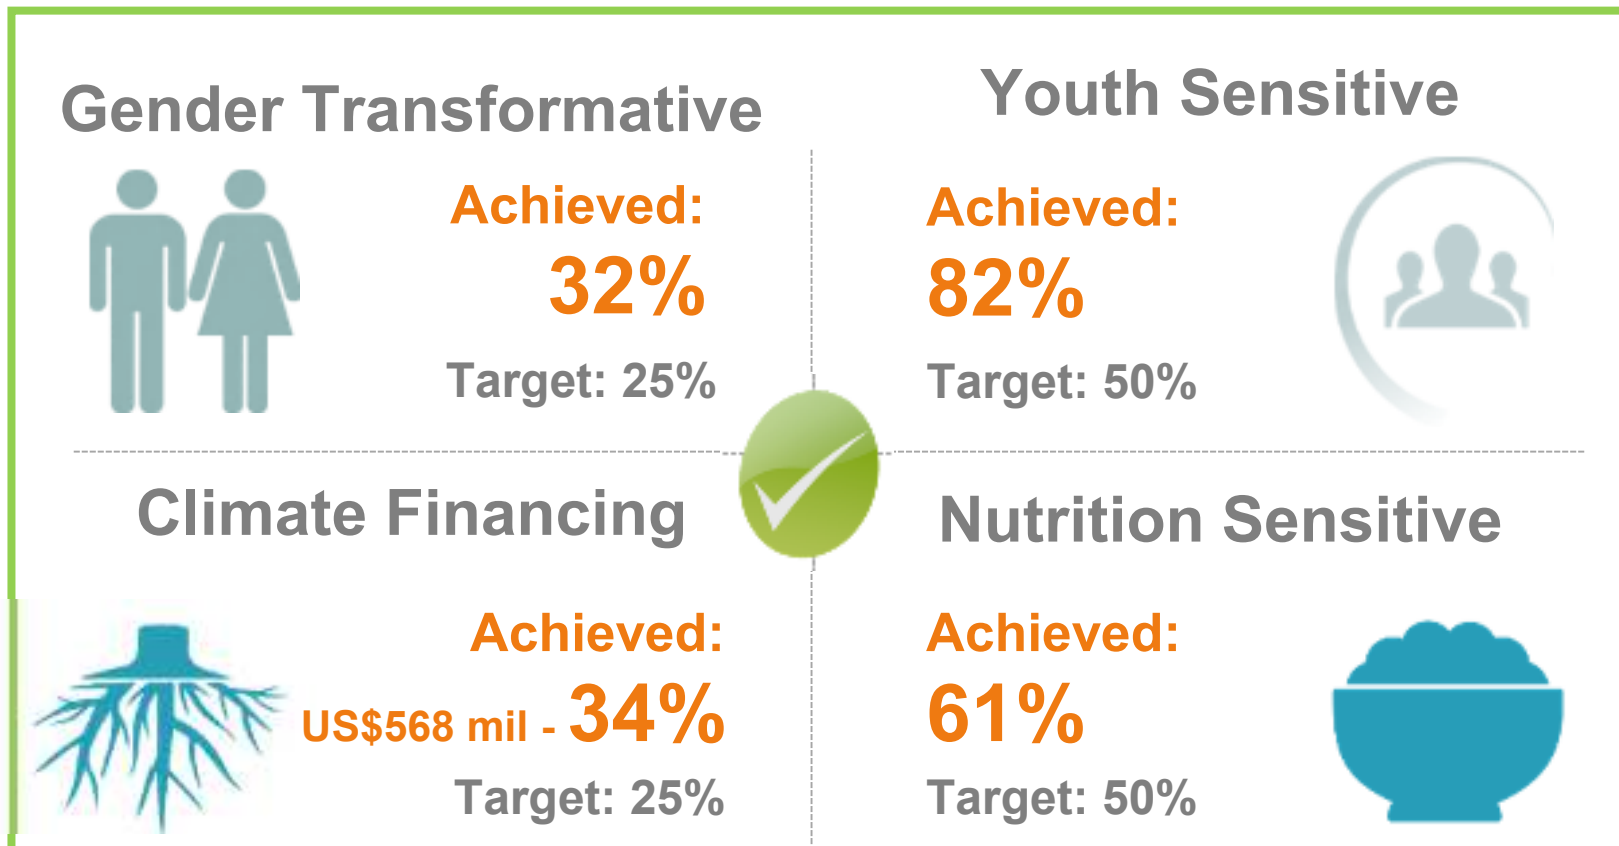 Gender Transformative
Achieved:
32%
Target: 25%
Youth Sensitive
Achieved:
82%
Target: 50%
Climate Financing
Achieved:
US$568 mil - 34%
Target: 25%
Nutrition Sensitive
Achieved:
61%
Target: 50%